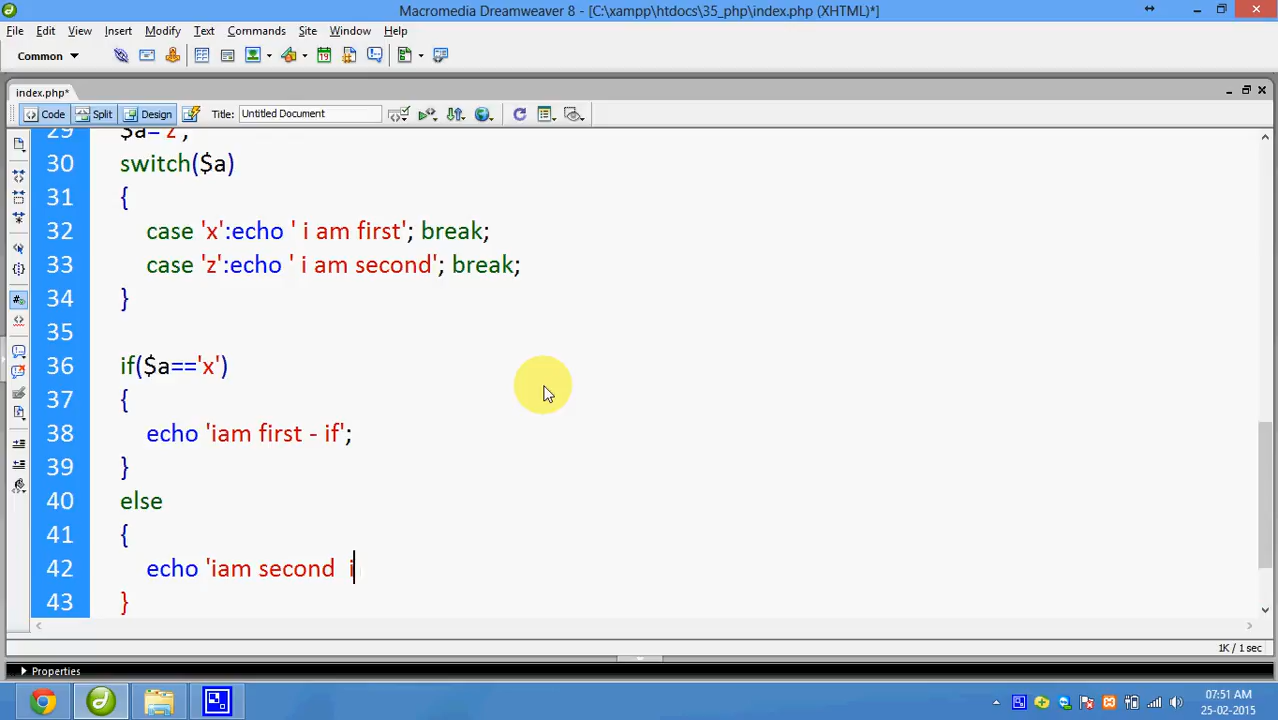 Macromedia Dreamweaver 8 - [C:\xampp\htdocs\35_php\index.php (XHTML)*]
File Edit View Insert Modify Text Commands Site Window Help
Common
index.php*
Code Split Design Title: Untitled Document
29 $a='z';
30 switch($a)
31 {
32 case 'x':echo ' i am first'; break;
33 case 'z':echo ' i am second'; break;
34 }
35
36 if($a=='x')
37 {
38 echo 'iam first - if';
39 }
40 else
41 {
42 echo 'iam second  i
43 }
1K / 1 sec
Properties
07:51 AM
25-02-2015